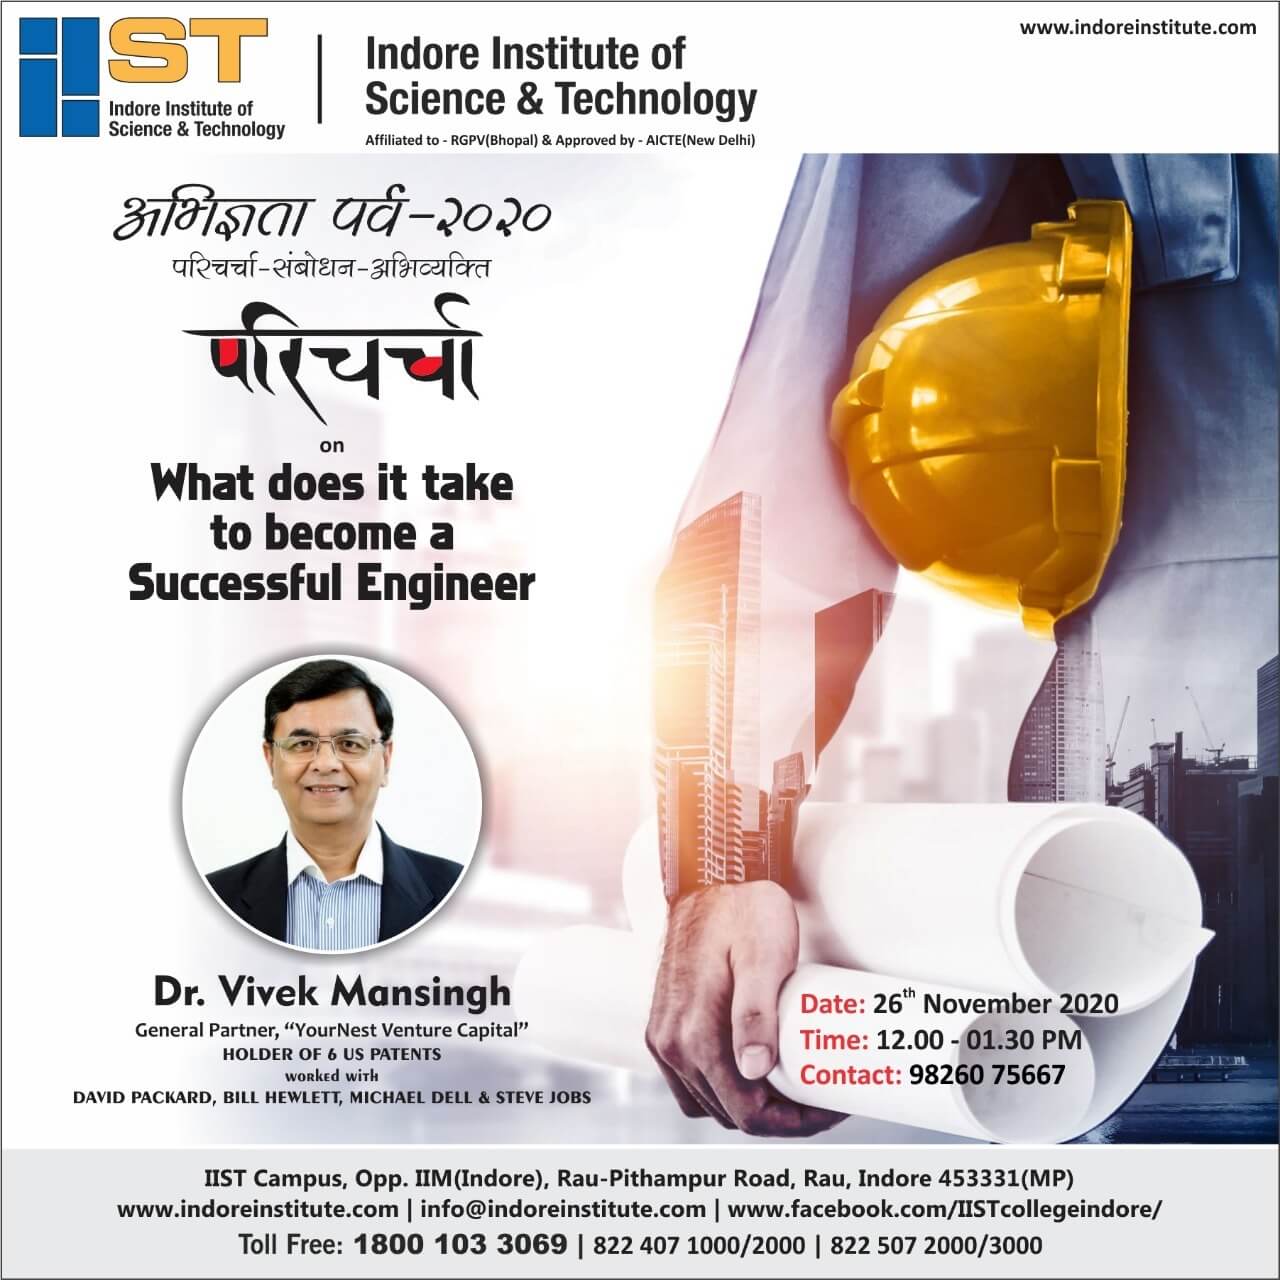 IIST
Indore Institute of
Science & Technology
Indore Institute of
Science & Technology
Affiliated to - RGPV(Bhopal) & Approved by - AICTE(New Delhi)
www.indoreinstitute.com
अभिज्ञता पर्व-२०२०
परिचर्चा-संबोधन-अभिव्यक्ति
परिचर्चा
on
What does it take
to become a
Successful Engineer
Dr. Vivek Mansingh
General Partner, “YourNest Venture Capital”
HOLDER OF 6 US PATENTS
worked with
DAVID PACKARD, BILL HEWLETT, MICHAEL DELL & STEVE JOBS
Date: 26th November 2020
Time: 12.00 - 01.30 PM
Contact: 98260 75667
IIST Campus, Opp. IIM(Indore), Rau-Pithampur Road, Rau, Indore 453331(MP)
www.indoreinstitute.com | info@indoreinstitute.com | www.facebook.com/IISTcollegeindore/
Toll Free: 1800 103 3069 | 822 407 1000/2000 | 822 507 2000/3000